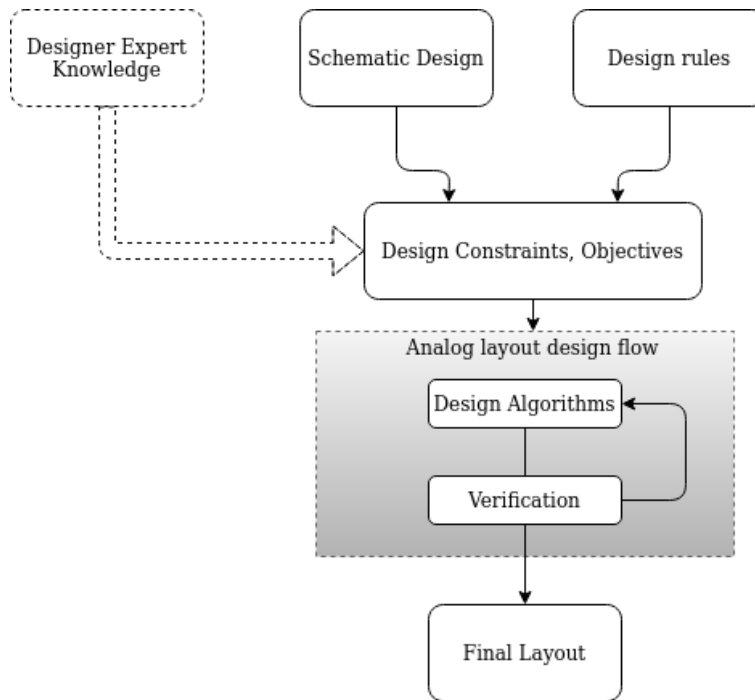 Designer Expert
Knowledge
Schematic Design
Design rules
Design Constraints, Objectives
Analog layout design flow
Design Algorithms
Verification
Final Layout